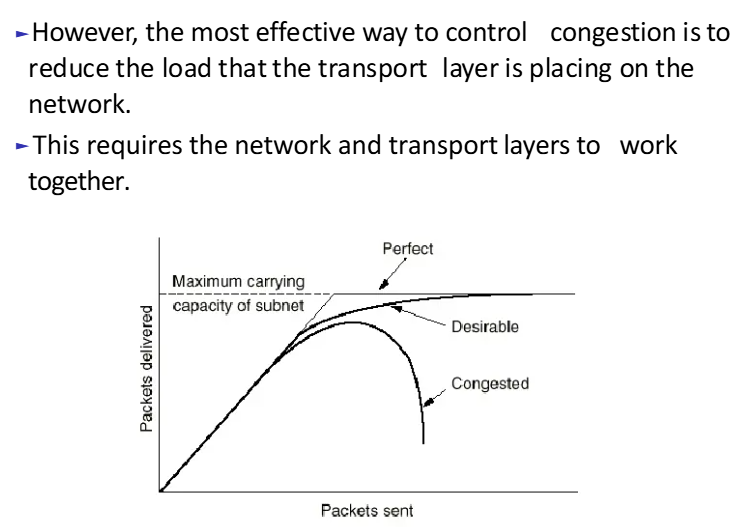 ►However, the most effective way to control congestion is to
reduce the load that the transport layer is placing on the
network.
►This requires the network and transport layers to work
together.
Perfect
Maximum carrying
capacity of subnet
Desirable
Congested
Packets delivered
Packets sent